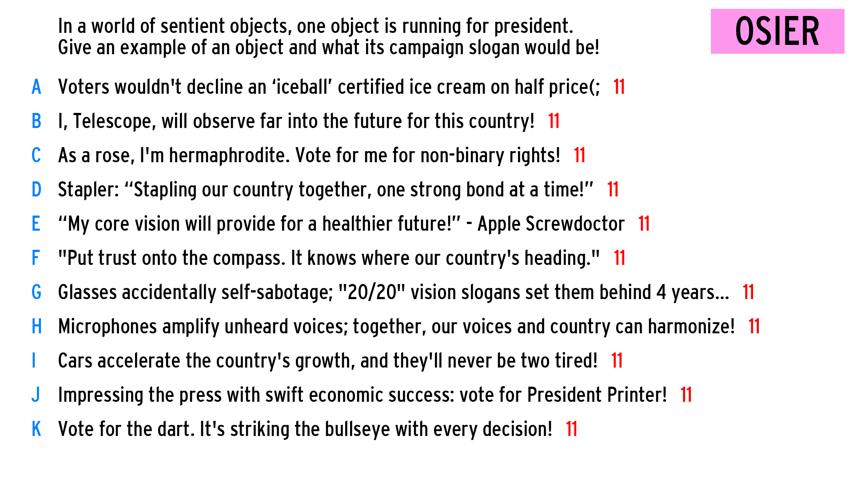 In a world of sentient objects, one object is running for president.
Give an example of an object and what its campaign slogan would be!
OSIER
A Voters wouldn't decline an ‘iceball’ certified ice cream on half price(; 11
B I, Telescope, will observe far into the future for this country! 11
C As a rose, I'm hermaphrodite. Vote for me for non-binary rights! 11
D Stapler: “Stapling our country together, one strong bond at a time!” 11
E “My core vision will provide for a healthier future!” - Apple Screwdoctor 11
F "Put trust onto the compass. It knows where our country's heading." 11
G Glasses accidentally self-sabotage; "20/20" vision slogans set them behind 4 years... 11
H Microphones amplify unheard voices; together, our voices and country can harmonize! 11
I Cars accelerate the country's growth, and they'll never be two tired! 11
J Impressing the press with swift economic success: vote for President Printer! 11
K Vote for the dart. It's striking the bullseye with every decision! 11